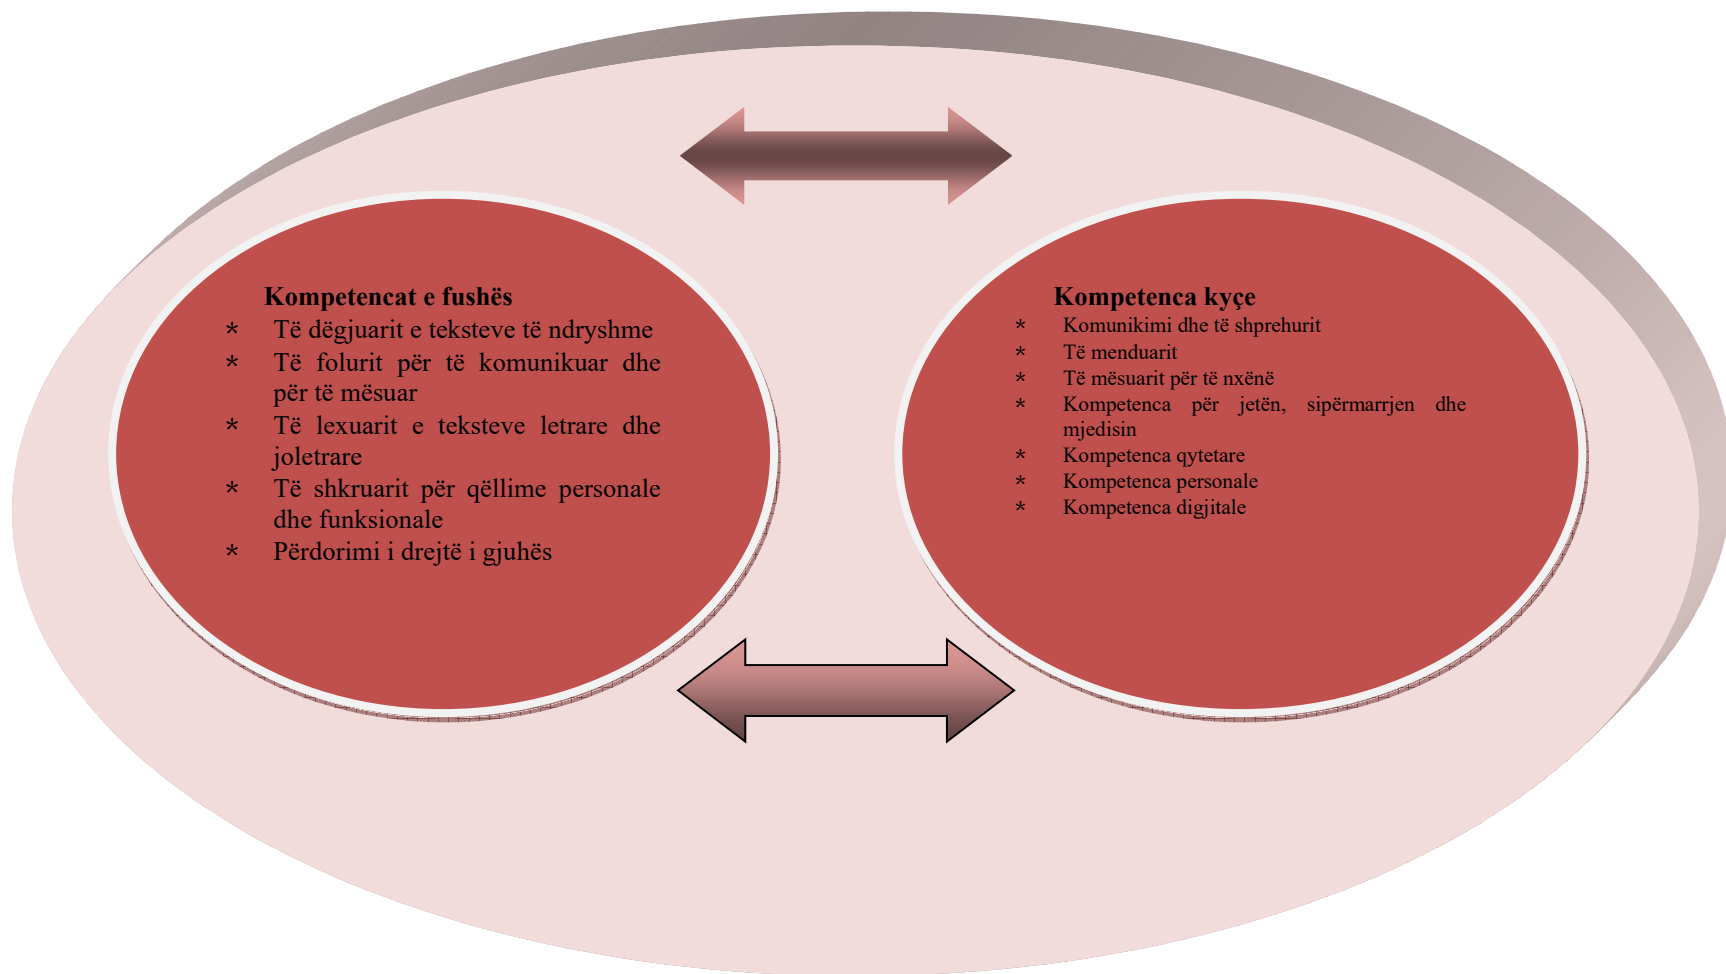 Kompetencat e fushës
* Të dëgjuarit e teksteve të ndryshme
* Të folurit për të komunikuar dhe
për të mësuar
* Të lexuarit e teksteve letrare dhe
joletrare
* Të shkruarit për qëllime personale
dhe funksionale
* Përdorimi i drejtë i gjuhës
Kompetenca kyçe
* Komunikimi dhe të shprehurit
* Të menduarit
* Të mësuarit për të nxënë
* Kompetenca për jetën, sipërmarrjen dhe
mjedisin
* Kompetenca qytetare
* Kompetenca personale
* Kompetenca digjitale